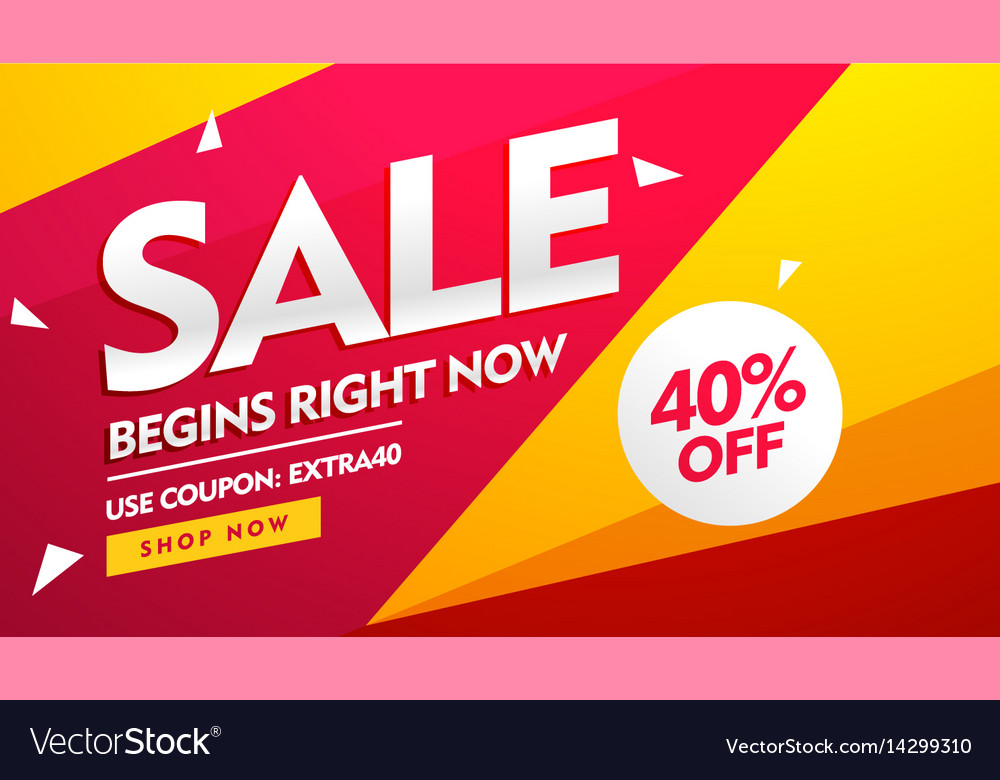 SALE
BEGINS RIGHT NOW
USE COUPON: EXTRA40
SHOP NOW
40%
OFF
VectorStock®
VectorStock.com/14299310